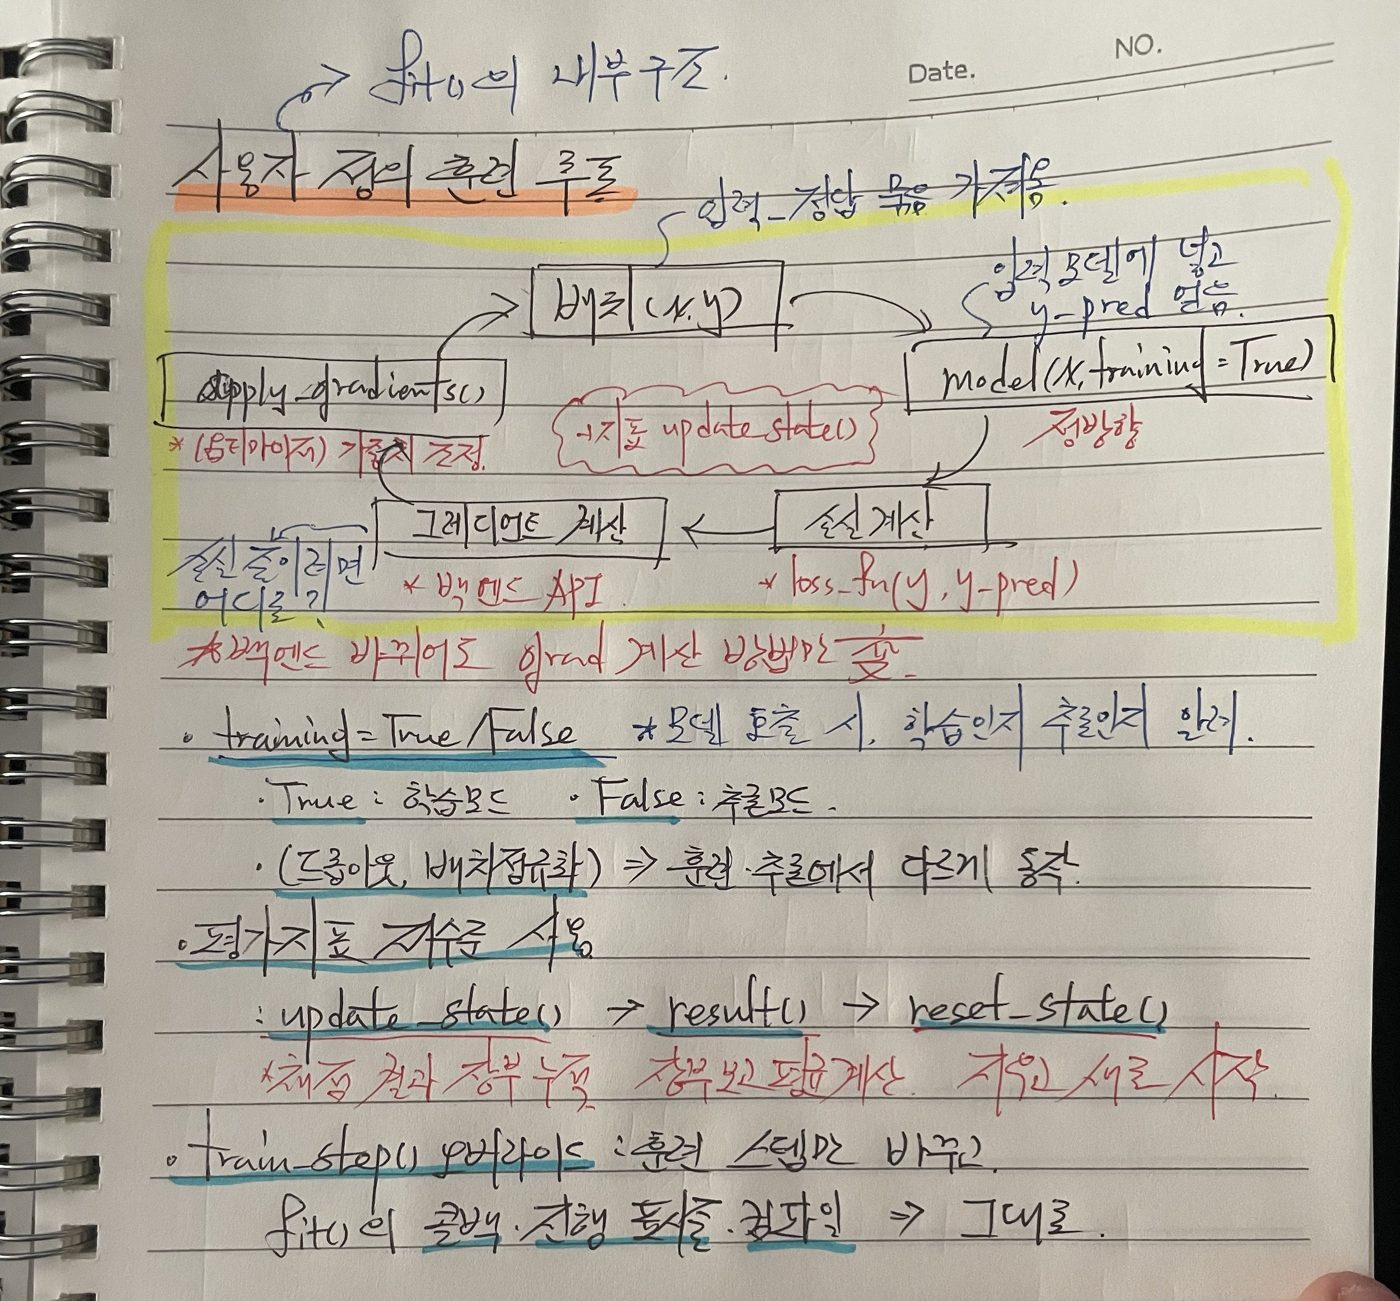 NO.
Date.
fit()의 내부구조.
사용자 정의 훈련 루프
입력_정답 묶음 가져옴.
배치(x,y)
입력 모델에 넣고
y_pred 얻음.
model(x, training=True)
정방향
apply_gradients()
*(옵티마이저) 가중치 조정.
→지표 update_state()
손실계산
* loss_fn(y, y_pred)
그레디언트 계산
* 백엔드 API.
손실 줄이려면
어디로?
*백엔드 바뀌어도 grad 계산 방법만
· training=True/False *모델 호출 시, 학습인지 추론인지 알려.
· True : 학습모드 · False : 추론모드.
· (드롭아웃, 배치정규화) ⇒ 훈련·추론에서 다르게 동작.
· 평가지표 저수준 사용
: update_state() → result() → reset_state()
*채점 결과 장부 누적 장부보고 평균계산. 지우고 새로 시작.
· train_step() 오버라이드 : 훈련 스텝만 바꾸고.
fit()의 콜백·진행 표시줄·컴파일 ⇒ 그대로.